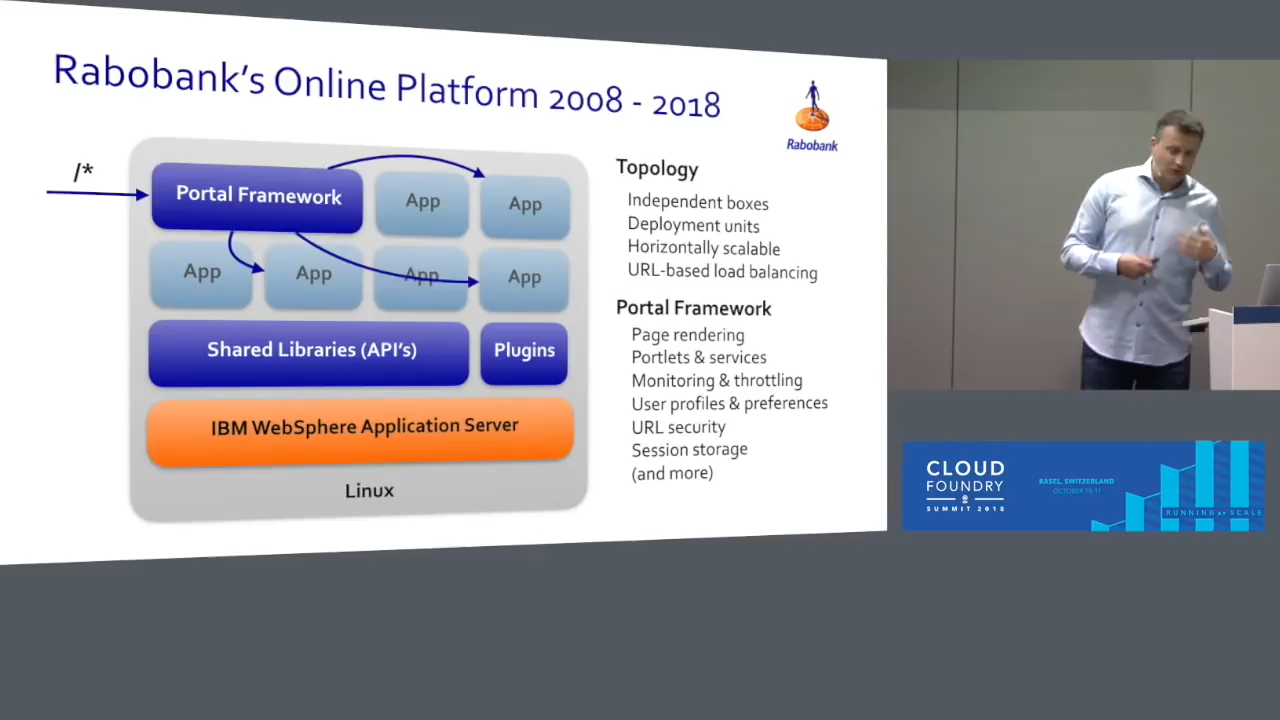 Rabobank's Online Platform 2008 - 2018
Rabobank
/*
Portal Framework
App
App
App
App
App
App
Shared Libraries (API's)
Plugins
IBM WebSphere Application Server
Linux
Topology
Independent boxes
Deployment units
Horizontally scalable
URL-based load balancing
Portal Framework
Page rendering
Portlets & services
Monitoring & throttling
User profiles & preferences
URL security
Session storage
(and more)
CLOUD
FOUNDRY
SUMMIT 2018
BASEL, SWITZERLAND
OCTOBER 10-11
RUNNING AT SCALE